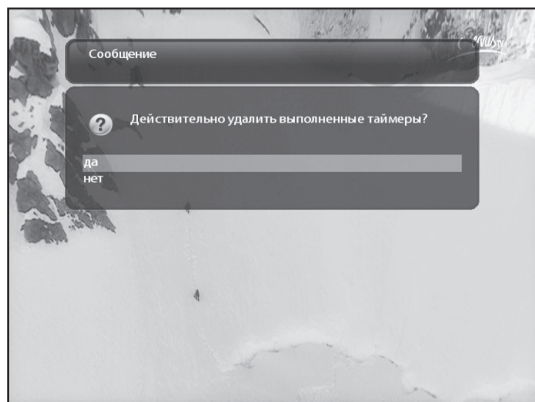 Сообщение
Действительно удалить выполненные таймеры?
да
нет